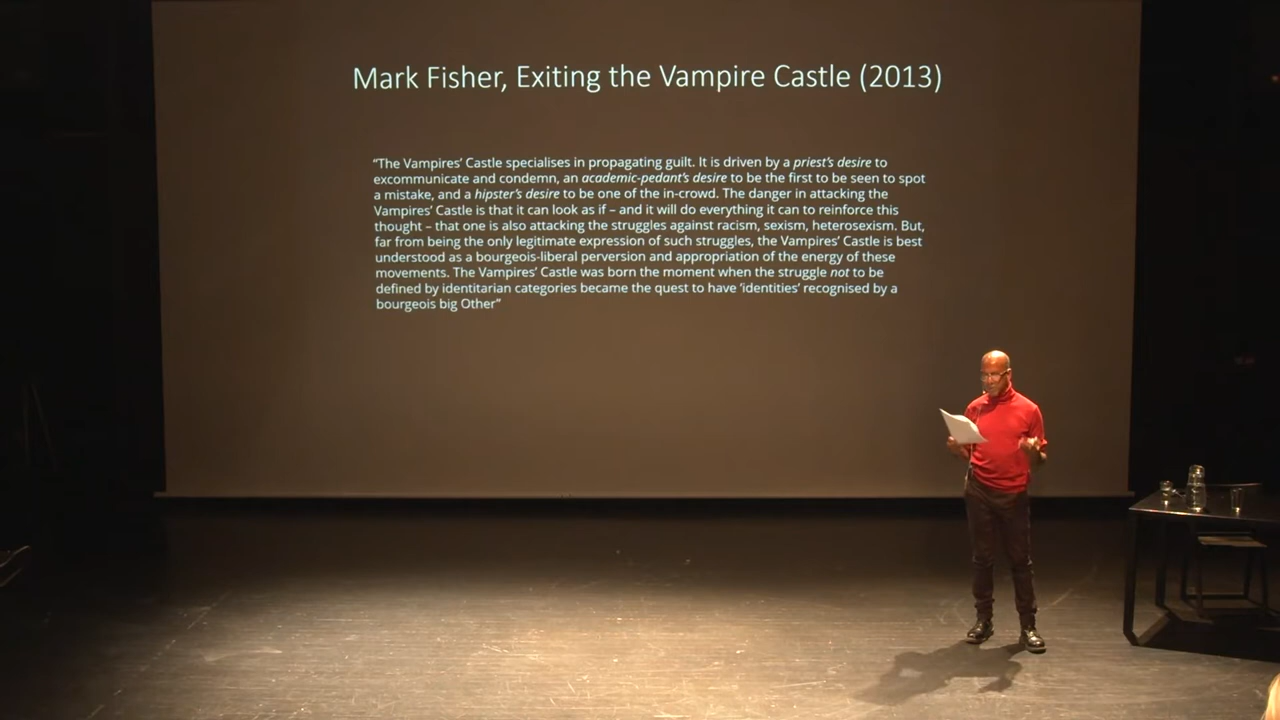 Mark Fisher, Exiting the Vampire Castle (2013)
“The Vampires’ Castle specialises in propagating guilt. It is driven by a priest’s desire to
excommunicate and condemn, an academic-pedant’s desire to be the first to be seen to spot
a mistake, and a hipster’s desire to be one of the in-crowd. The danger in attacking the
Vampires’ Castle is that it can look as if – and it will do everything it can to reinforce this
thought – that one is also attacking the struggles against racism, sexism, heterosexism. But,
far from being the only legitimate expression of such struggles, the Vampires’ Castle is best
understood as a bourgeois-liberal perversion and appropriation of the energy of these
movements. The Vampires’ Castle was born the moment when the struggle not to be
defined by identitarian categories became the quest to have ‘identities’ recognised by a
bourgeois big Other”